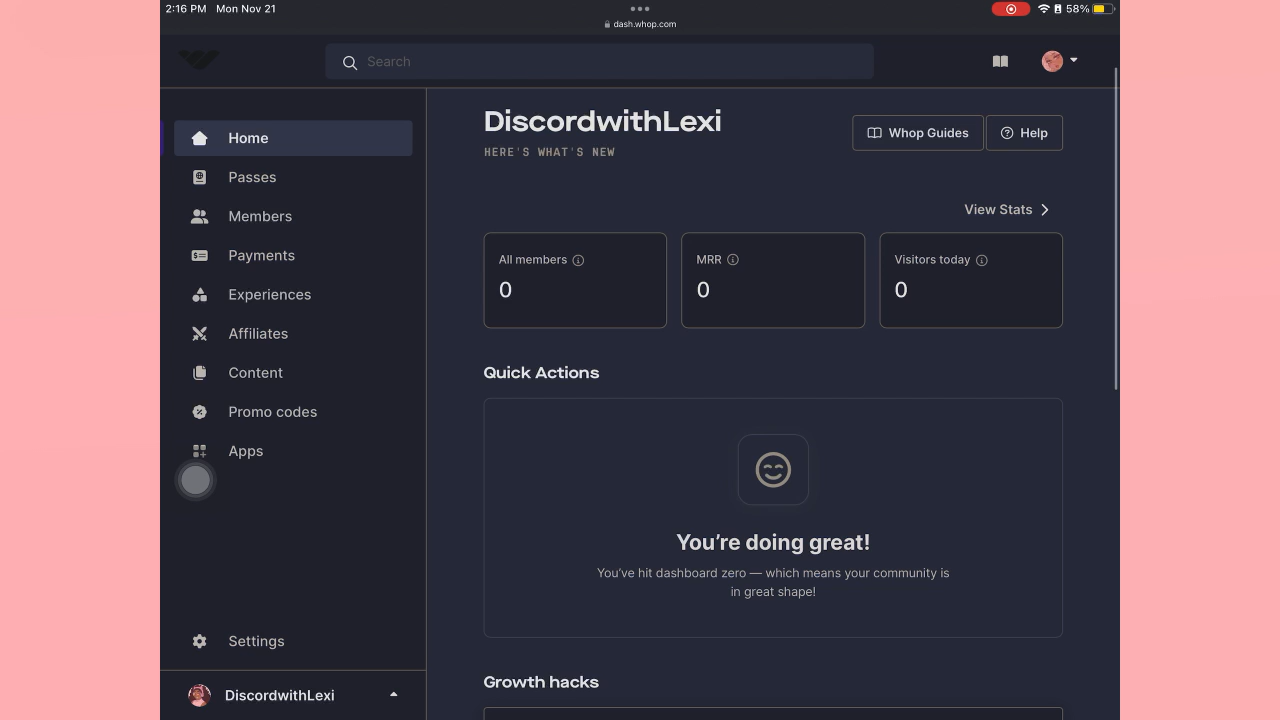 2:16 PM Mon Nov 21
58%
dash.whop.com
Search
Home
Passes
Members
Payments
Experiences
Affiliates
Content
Promo codes
Apps
Settings
DiscordwithLexi
DiscordwithLexi
HERE'S WHAT'S NEW
Whop Guides
Help
View Stats
All members
0
MRR
0
Visitors today
0
Quick Actions
You're doing great!
You've hit dashboard zero — which means your community is
in great shape!
Growth hacks